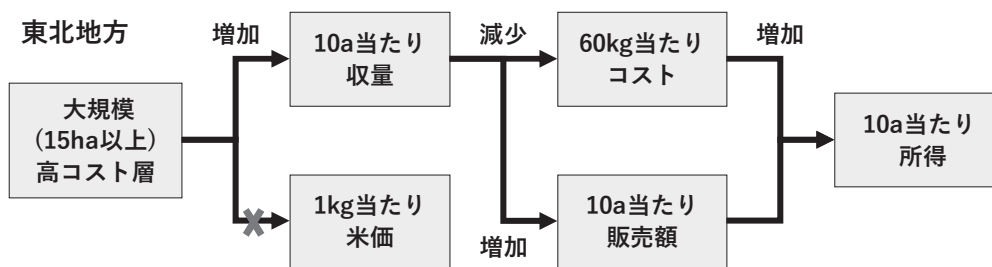 東北地方
大規模
(15ha以上)
高コスト層
増加
10a当たり
収量
1kg当たり
米価
減少
増加
60kg当たり
コスト
10a当たり
販売額
増加
10a当たり
所得